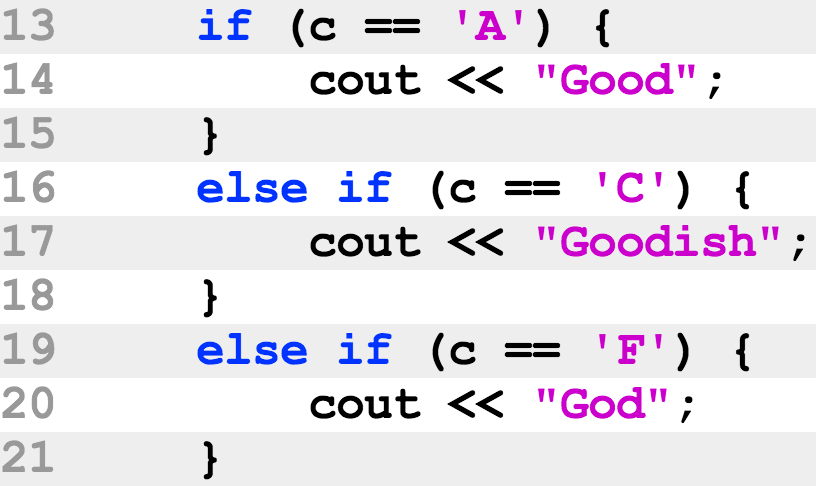 13     if (c == 'A') {
14         cout << "Good";
15     }
16     else if (c == 'C') {
17         cout << "Goodish";
18     }
19     else if (c == 'F') {
20         cout << "God";
21     }